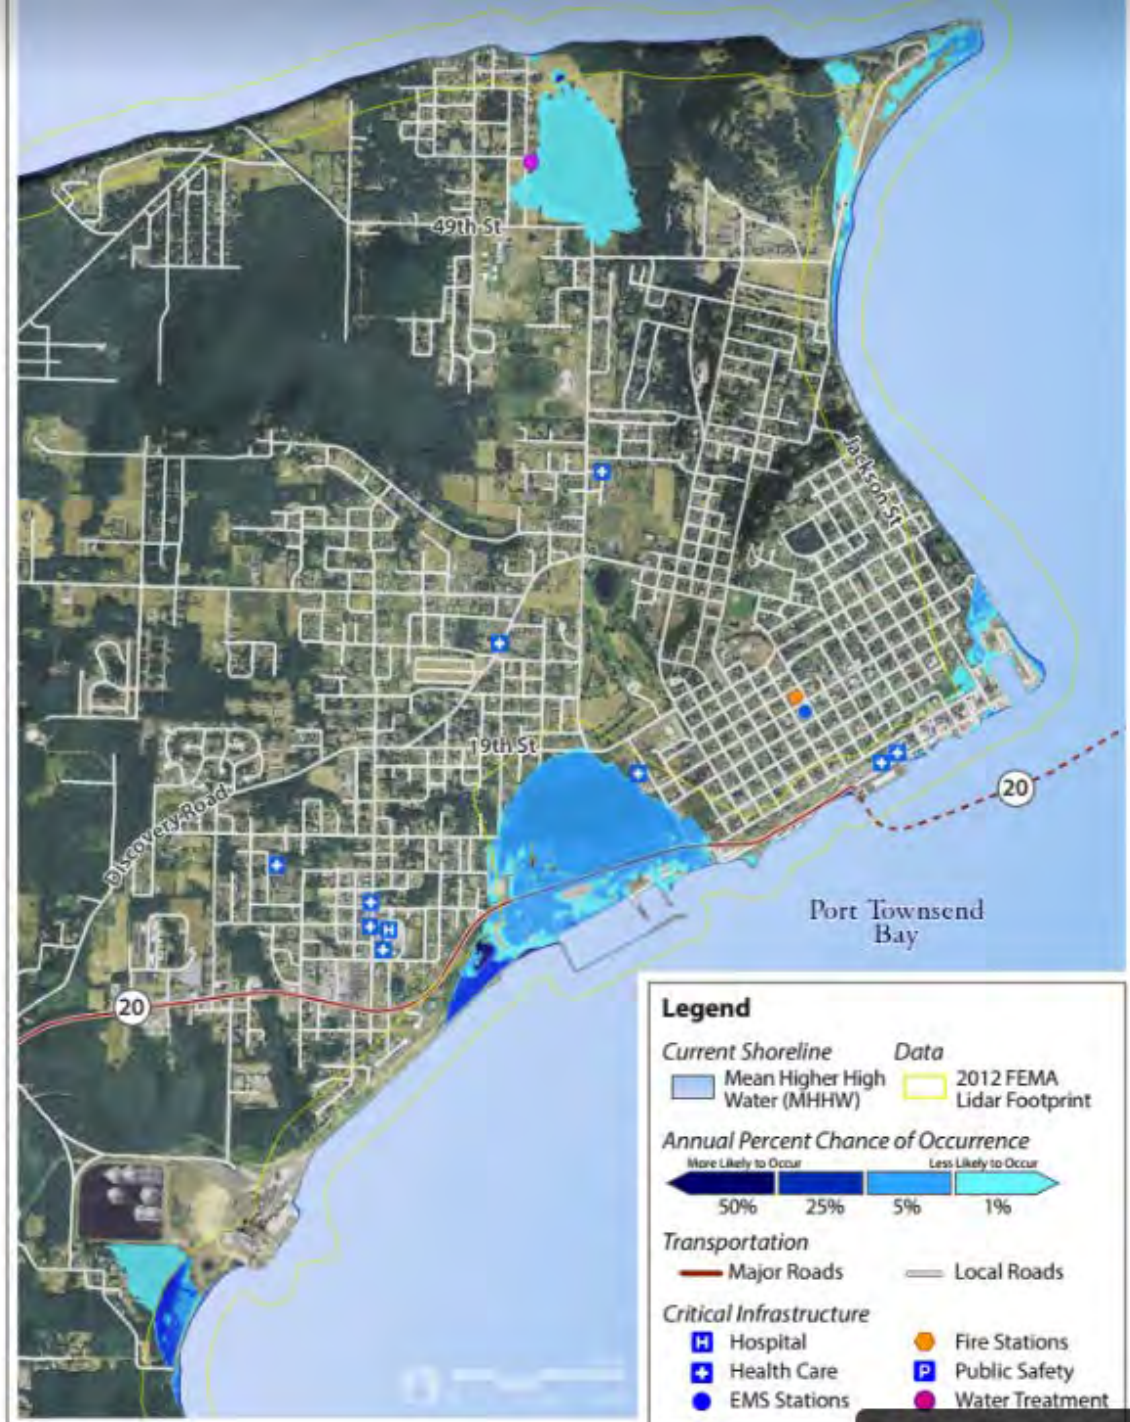 49th St
Jackson St
19th St
Discovery Road
20
20
Port Townsend
Bay
Legend
Current Shoreline
Data
Mean Higher High
Water (MHHW)
2012 FEMA
Lidar Footprint
Annual Percent Chance of Occurrence
More Likely to Occur
Less Likely to Occur
50%
25%
5%
1%
Transportation
Major Roads
Local Roads
Critical Infrastructure
H
Hospital
Fire Stations
Health Care
P
Public Safety
EMS Stations
Water Treatment